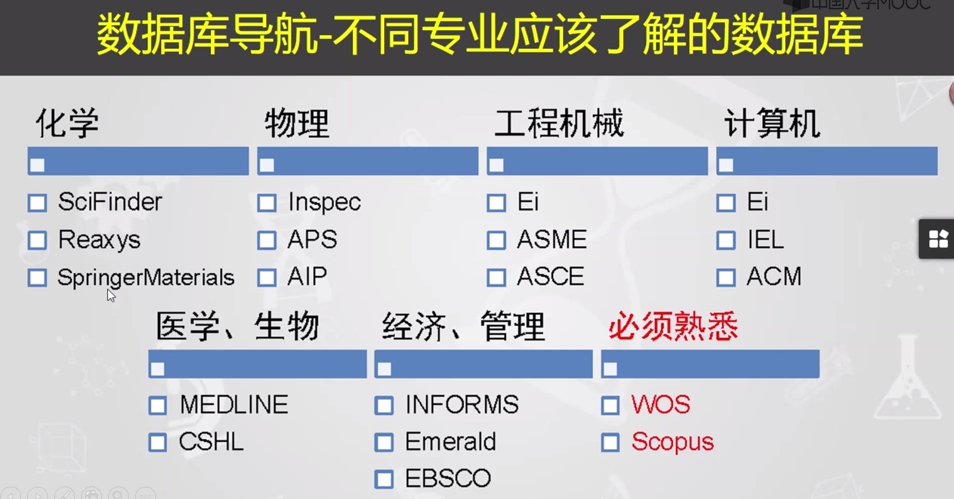 中国大学MOOC
数据库导航-不同专业应该了解的数据库
化学
SciFinder
Reaxys
SpringerMaterials
物理
Inspec
APS
AIP
工程机械
Ei
ASME
ASCE
计算机
Ei
IEL
ACM
医学、生物
MEDLINE
CSHL
经济、管理
INFORMS
Emerald
EBSCO
必须熟悉
WOS
Scopus